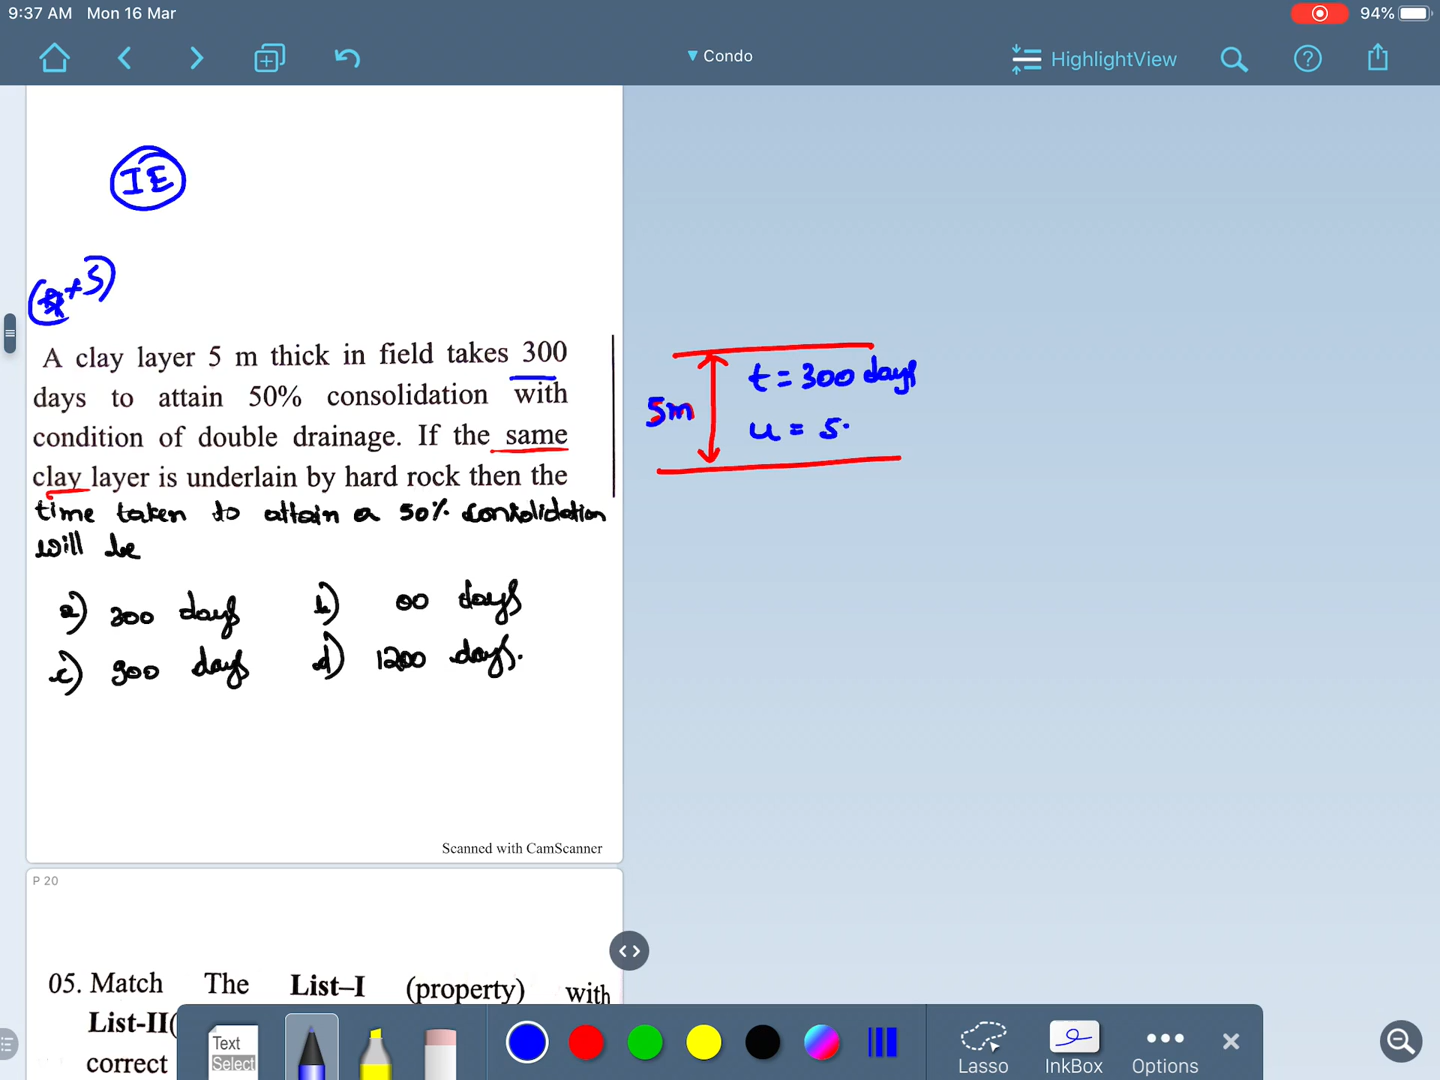 9:37 AM Mon 16 Mar
94%
Condo
HighlightView
IE
A clay layer 5 m thick in field takes 300
days to attain 50% consolidation with
condition of double drainage. If the same
clay layer is underlain by hard rock then the
time taken to attain a 50% consolidation
will be
a) 300 days b) 00 days
c) 900 days d) 1200 days.
5m
t = 300 days
u = 5
Scanned with CamScanner
P 20
05. Match The List–I (property) with
List-II(
correct
Text
Select
Lasso
InkBox
Options